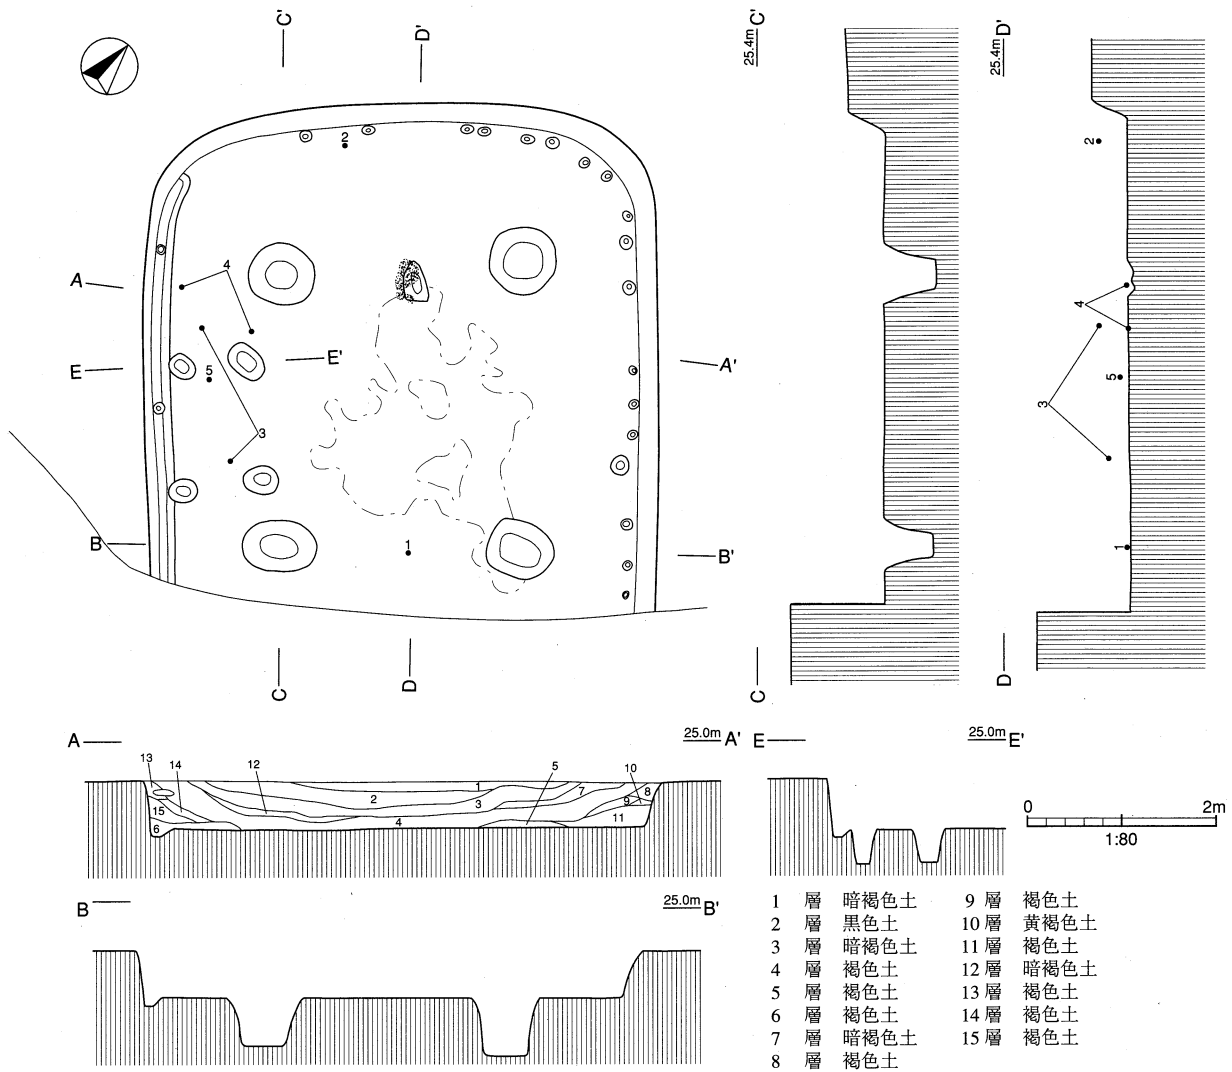 C'
D'
A
E
B
E'
A'
B'
C
D
2
4
5
3
1
25.4m C'
C
25.4m D'
2
4
3
5
1
D
A
25.0m A'
13
14
12
5
10
1
2
3
4
7
8
9
11
15
6
B
25.0m B'
E
25.0m E'
0 2m
1:80
1 層 暗褐色土
2 層 黒色土
3 層 暗褐色土
4 層 褐色土
5 層 褐色土
6 層 褐色土
7 層 暗褐色土
8 層 褐色土
9 層 褐色土
10 層 黄褐色土
11 層 褐色土
12 層 暗褐色土
13 層 褐色土
14 層 褐色土
15 層 褐色土